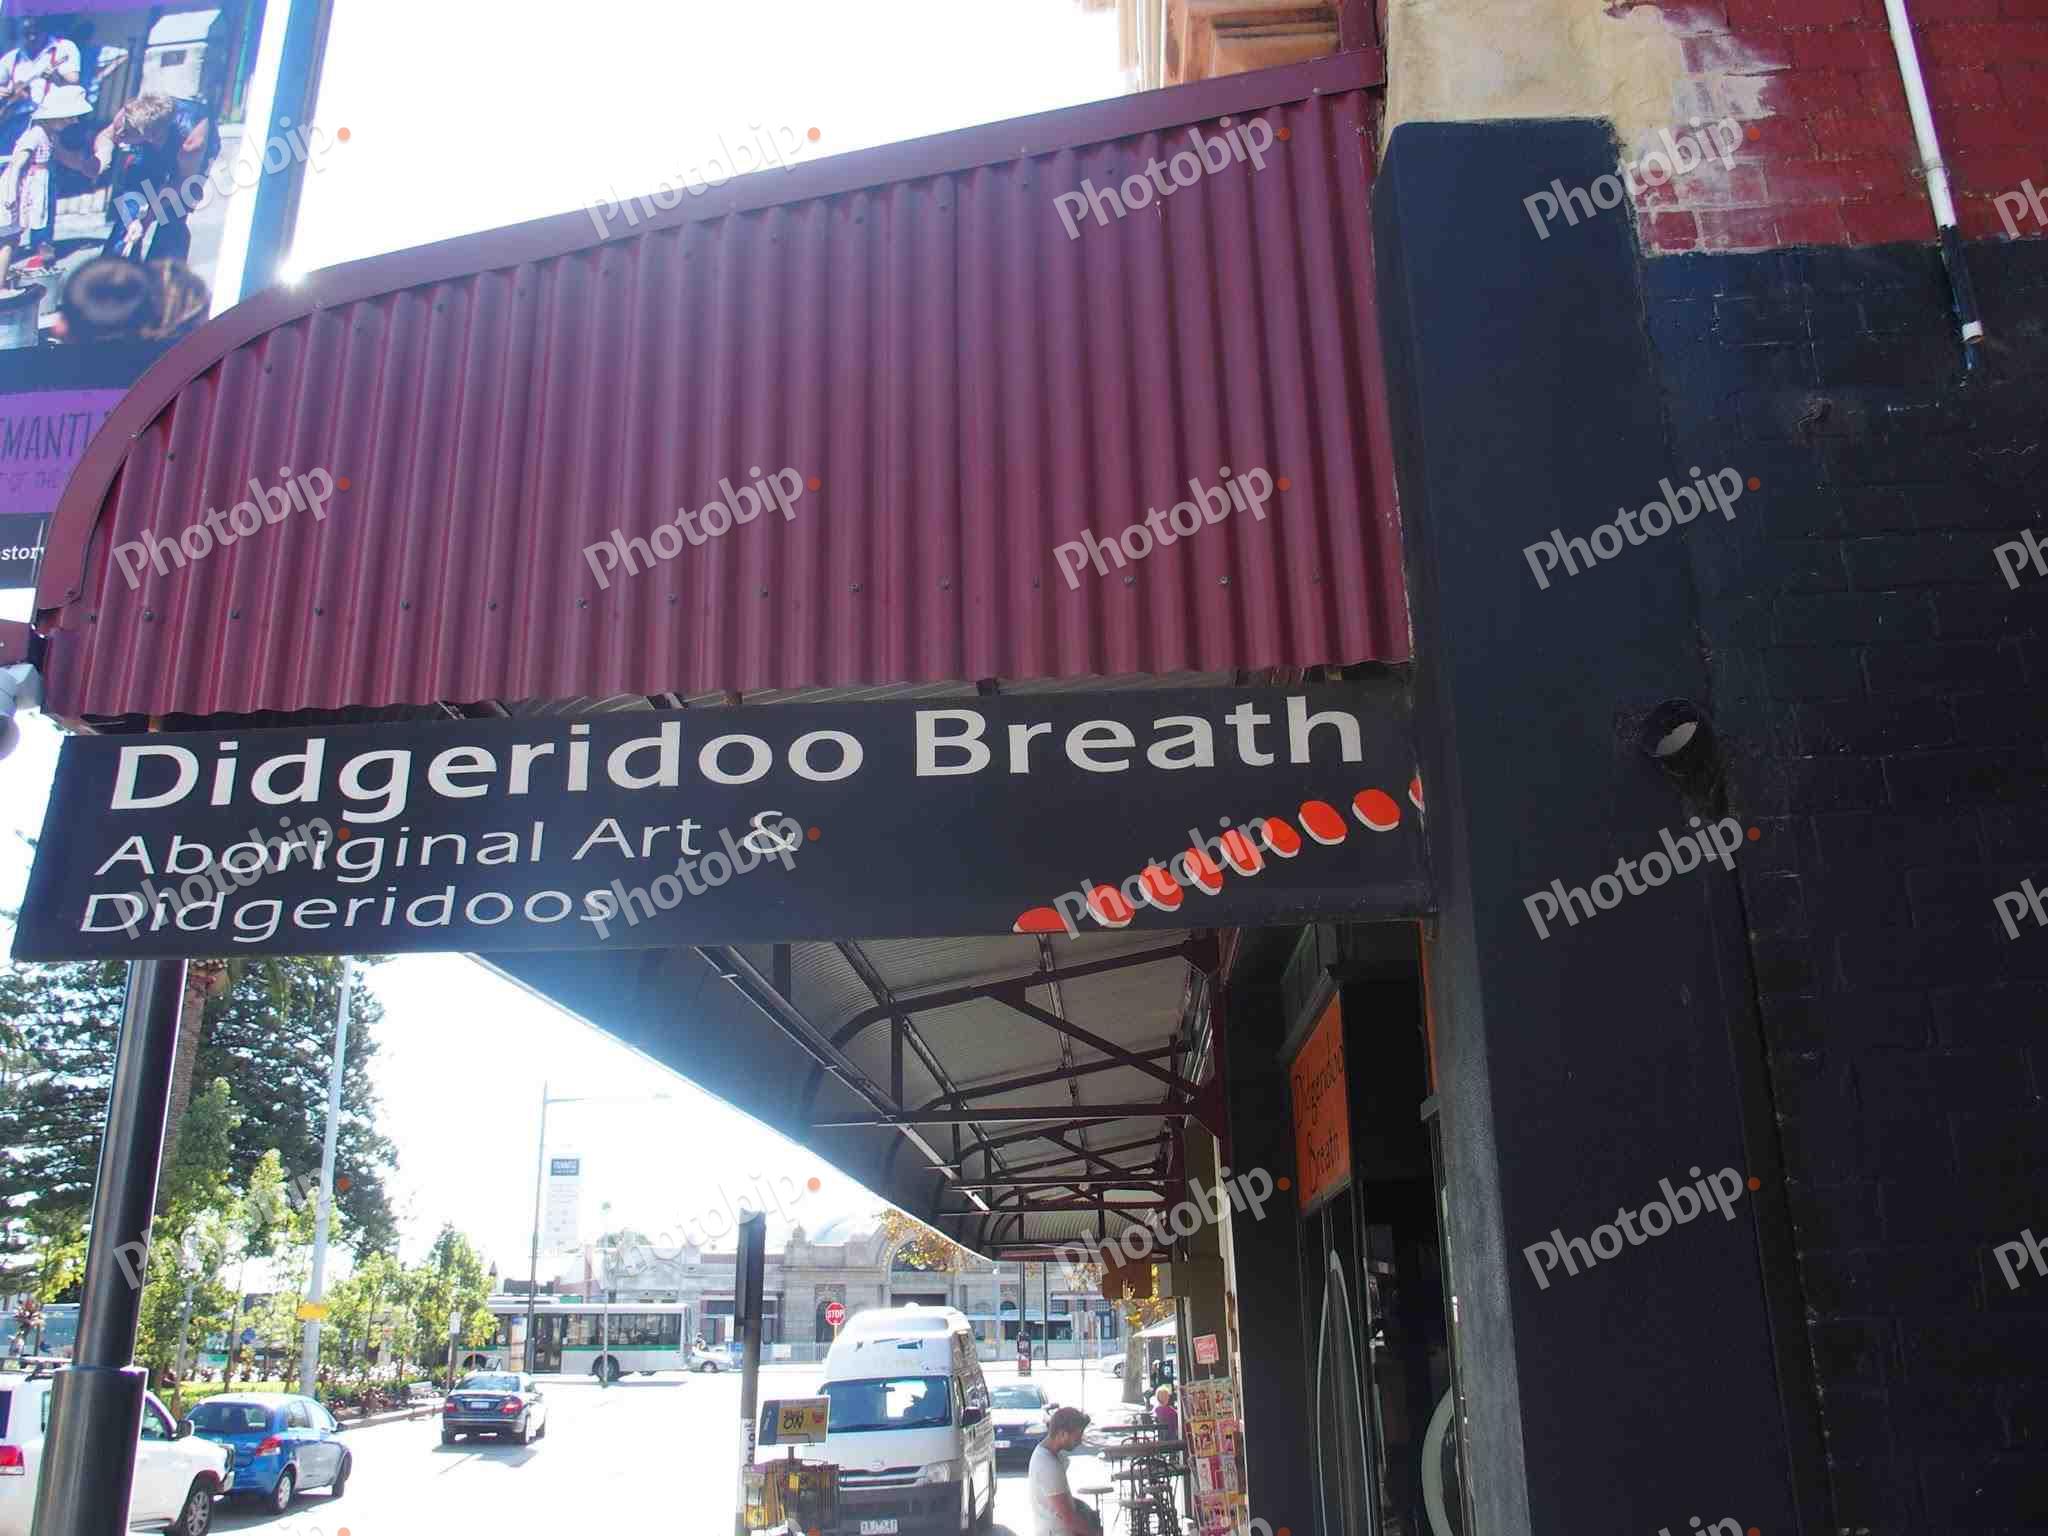 Didgeridoo Breath
Aboriginal Art &
Didgeridoos
Didgeridoo
Breath
STOP
Photobip